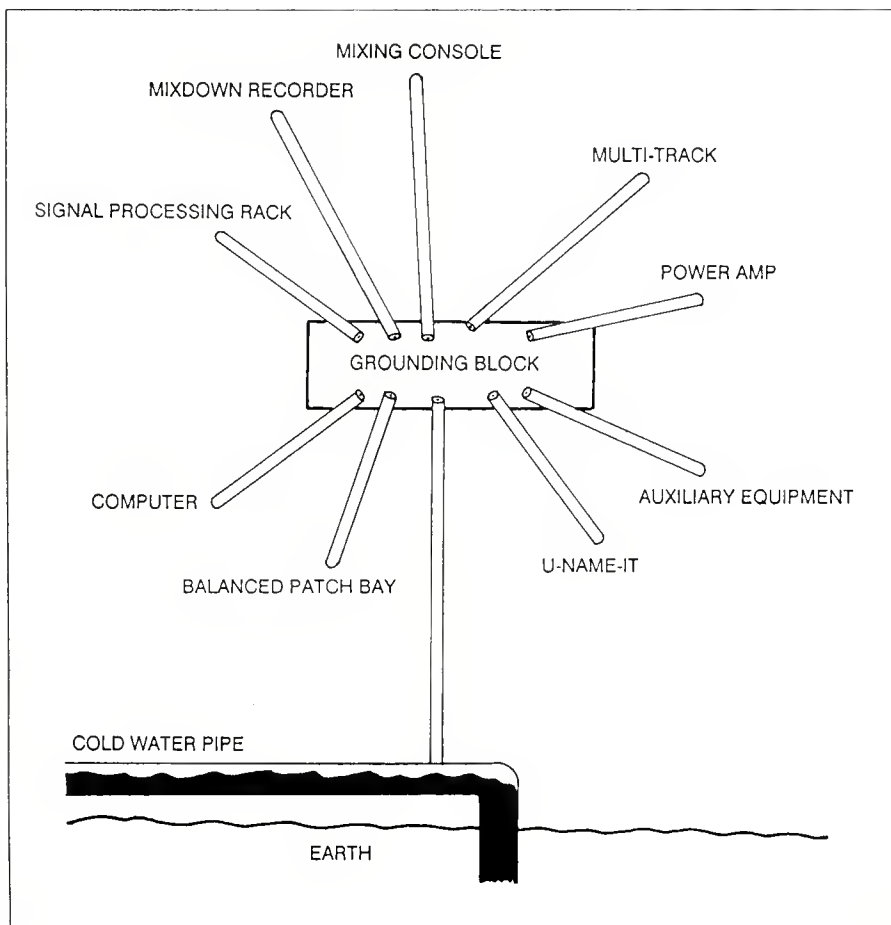 MIXING CONSOLE
MIXDOWN RECORDER
MULTI-TRACK
SIGNAL PROCESSING RACK
POWER AMP
GROUNDING BLOCK
COMPUTER
AUXILIARY EQUIPMENT
U-NAME-IT
BALANCED PATCH BAY
COLD WATER PIPE
EARTH